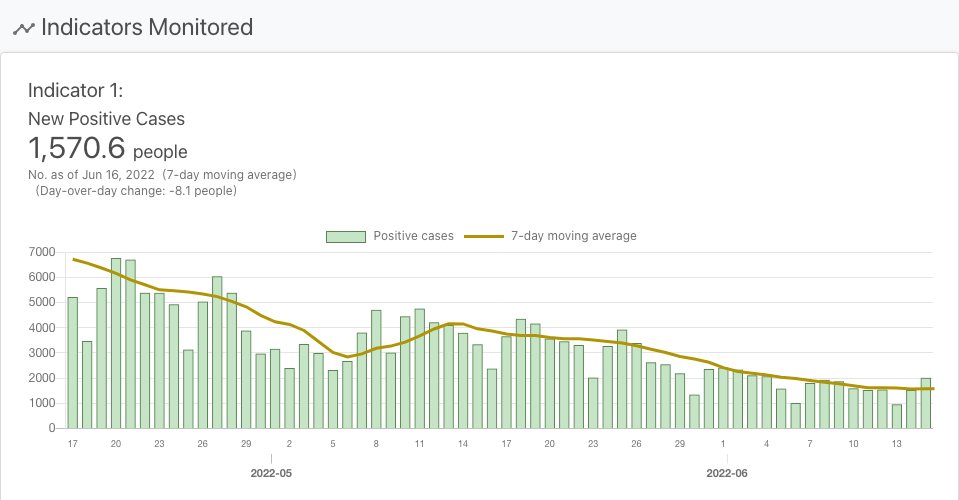 Indicators Monitored
Indicator 1:
New Positive Cases
1,570.6 people
No. as of Jun 16, 2022 (7-day moving average)
(Day-over-day change: -8.1 people)
Positive cases 7-day moving average
7000
6000
5000
4000
3000
2000
1000
0
17 20 23 26 29 2 5 8 11 14 17 20 23 26 29 1 4 7 10 13
2022-05 2022-06